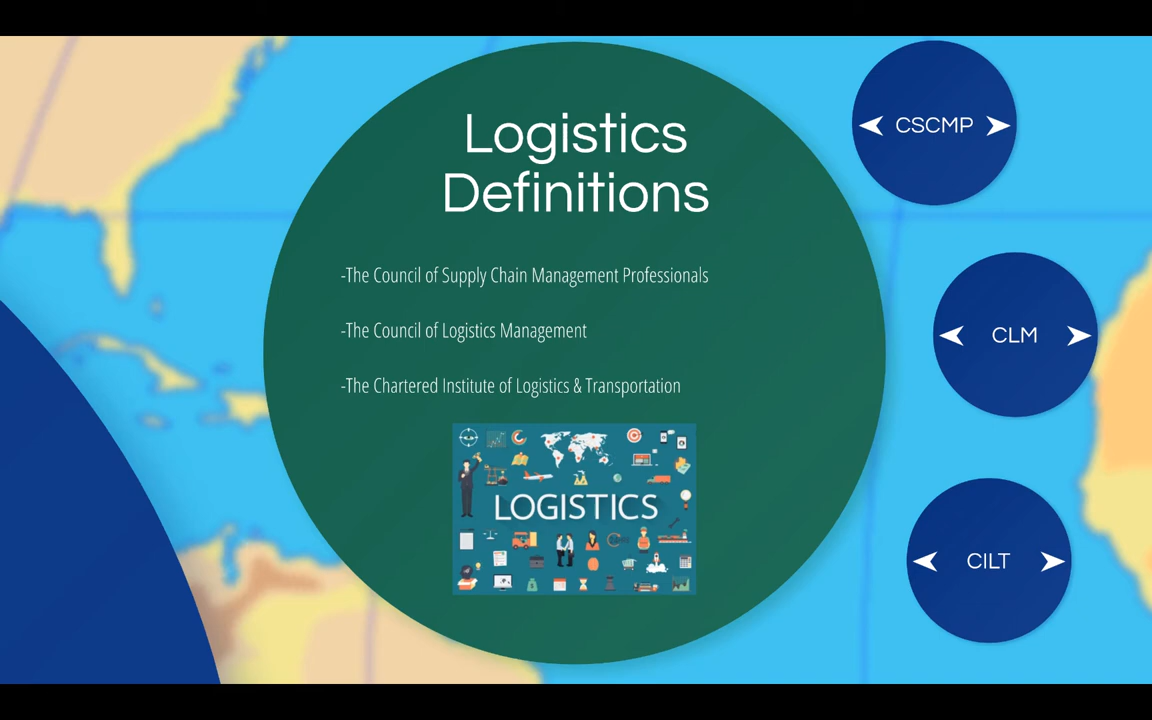 Logistics
Definitions
-The Council of Supply Chain Management Professionals
-The Council of Logistics Management
-The Chartered Institute of Logistics & Transportation
LOGISTICS
CSCMP
CLM
CILT